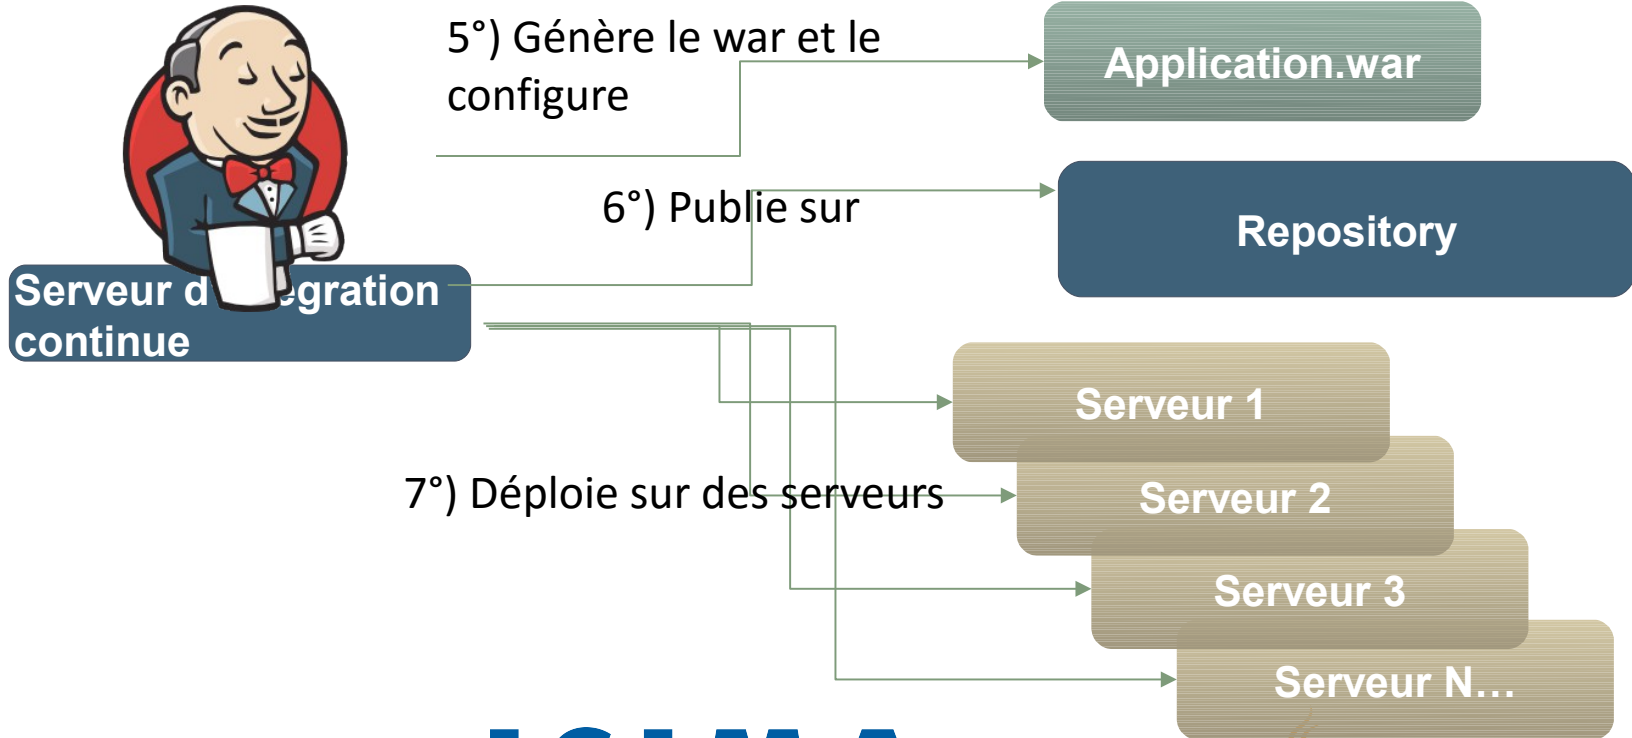 5°) Génère le war et le
configure
Application.war
6°) Publie sur
Repository
Serveur d egration
continue
Serveur 1
7°) Déploie sur des serveurs
Serveur 2
Serveur 3
Serveur N...